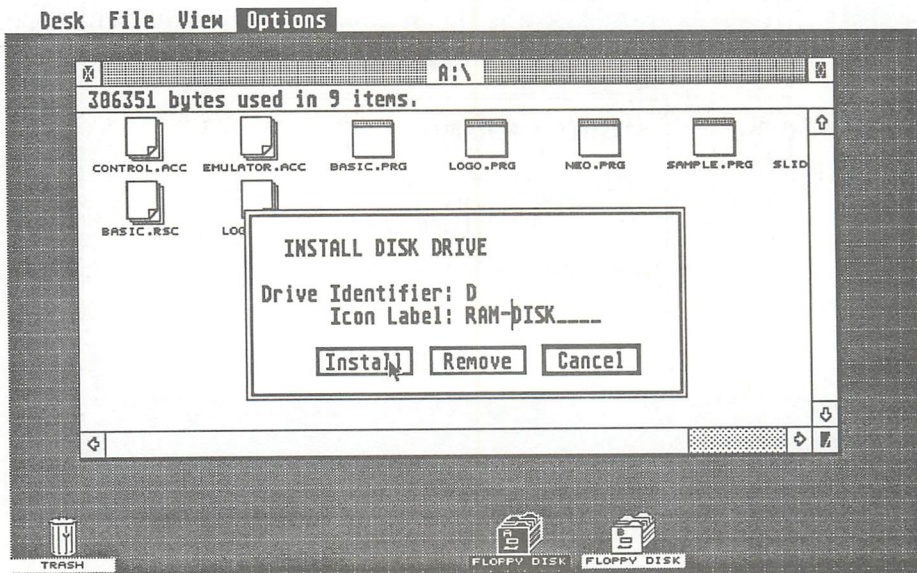 Desk File View Options
A:\
306351 bytes used in 9 items.
CONTROL.ACC EMULATOR.ACC BASIC.PRG LOGO.PRG NEO.PRG SAMPLE.PRG SLID
BASIC.RSC LOG
INSTALL DISK DRIVE
Drive Identifier: D
Icon Label: RAM-DISK____
Install Remove Cancel
A B
TRASH FLOPPY DISK FLOPPY DISK